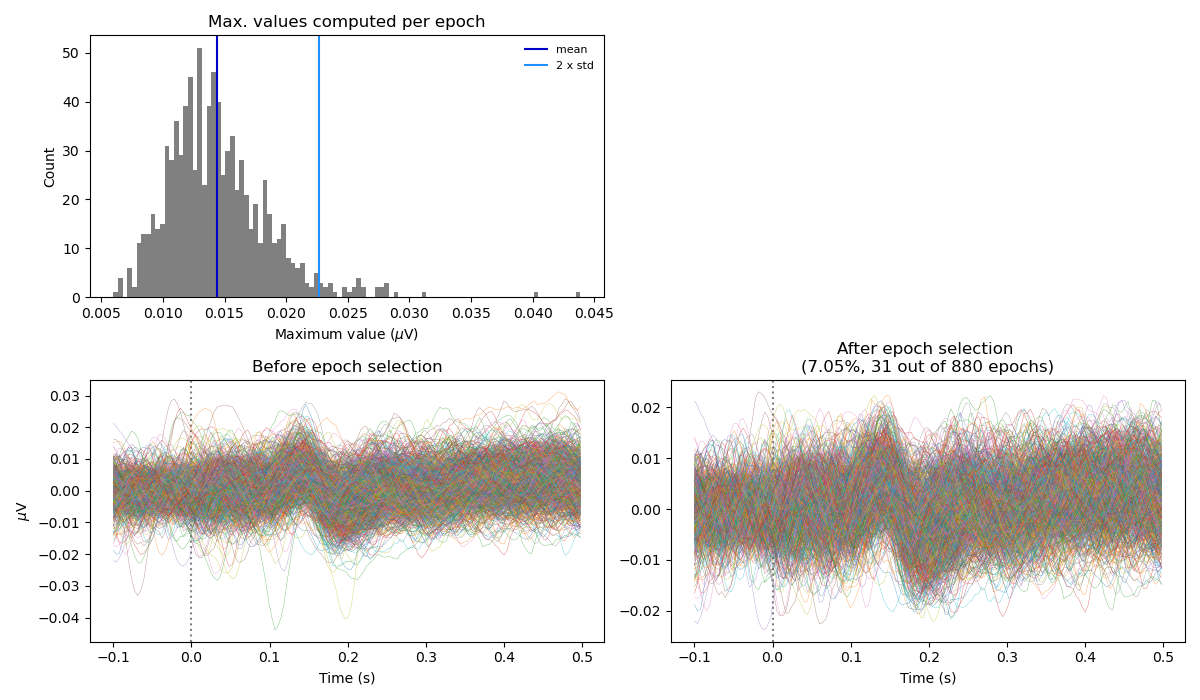 Max. values computed per epoch
50
40
30
20
10
0
Count
mean
2 x std
0.005 0.010 0.015 0.020 0.025 0.030 0.035 0.040 0.045
Maximum value (μV)
Before epoch selection
0.03
0.02
0.01
0.00
−0.01
−0.02
−0.03
−0.04
μV
−0.1 0.0 0.1 0.2 0.3 0.4 0.5
Time (s)
After epoch selection
(7.05%, 31 out of 880 epochs)
0.02
0.01
0.00
−0.01
−0.02
−0.1 0.0 0.1 0.2 0.3 0.4 0.5
Time (s)